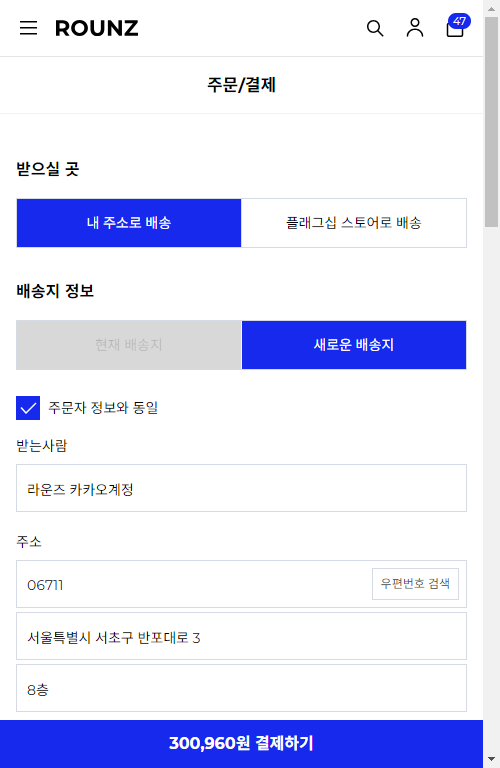 ROUNZ
47
주문/결제
받으실 곳
내 주소로 배송
플래그십 스토어로 배송
배송지 정보
현재 배송지
새로운 배송지
주문자 정보와 동일
받는사람
라운즈 카카오계정
주소
06711
우편번호 검색
서울특별시 서초구 반포대로 3
8층
300,960원 결제하기